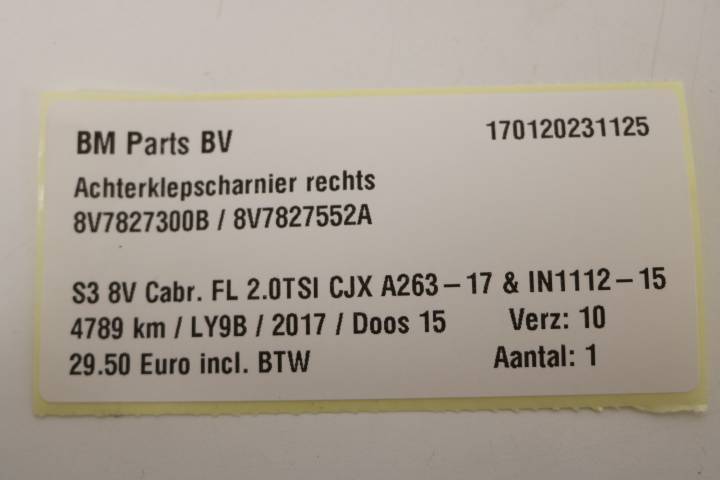 BM Parts BV 170120231125
Achterklepscharnier rechts
8V7827300B / 8V7827552A
S3 8V Cabr. FL 2.0TSI CJX A263-17 & IN1112-15
4789 km / LY9B / 2017 / Doos 15 Verz: 10
29.50 Euro incl. BTW Aantal: 1